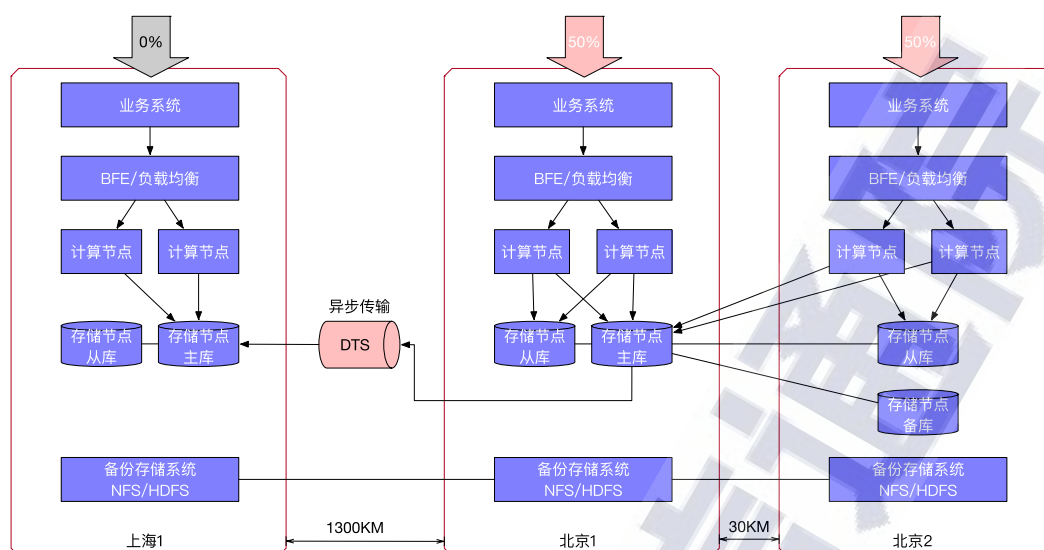 0%
50%
50%
业务系统
业务系统
业务系统
BFE/负载均衡
BFE/负载均衡
BFE/负载均衡
计算节点
计算节点
计算节点
计算节点
计算节点
计算节点
异步传输
存储节点
从库
存储节点
主库
DTS
存储节点
从库
存储节点
主库
存储节点
从库
存储节点
备库
备份存储系统
NFS/HDFS
备份存储系统
NFS/HDFS
备份存储系统
NFS/HDFS
1300KM
30KM
上海1
北京1
北京2